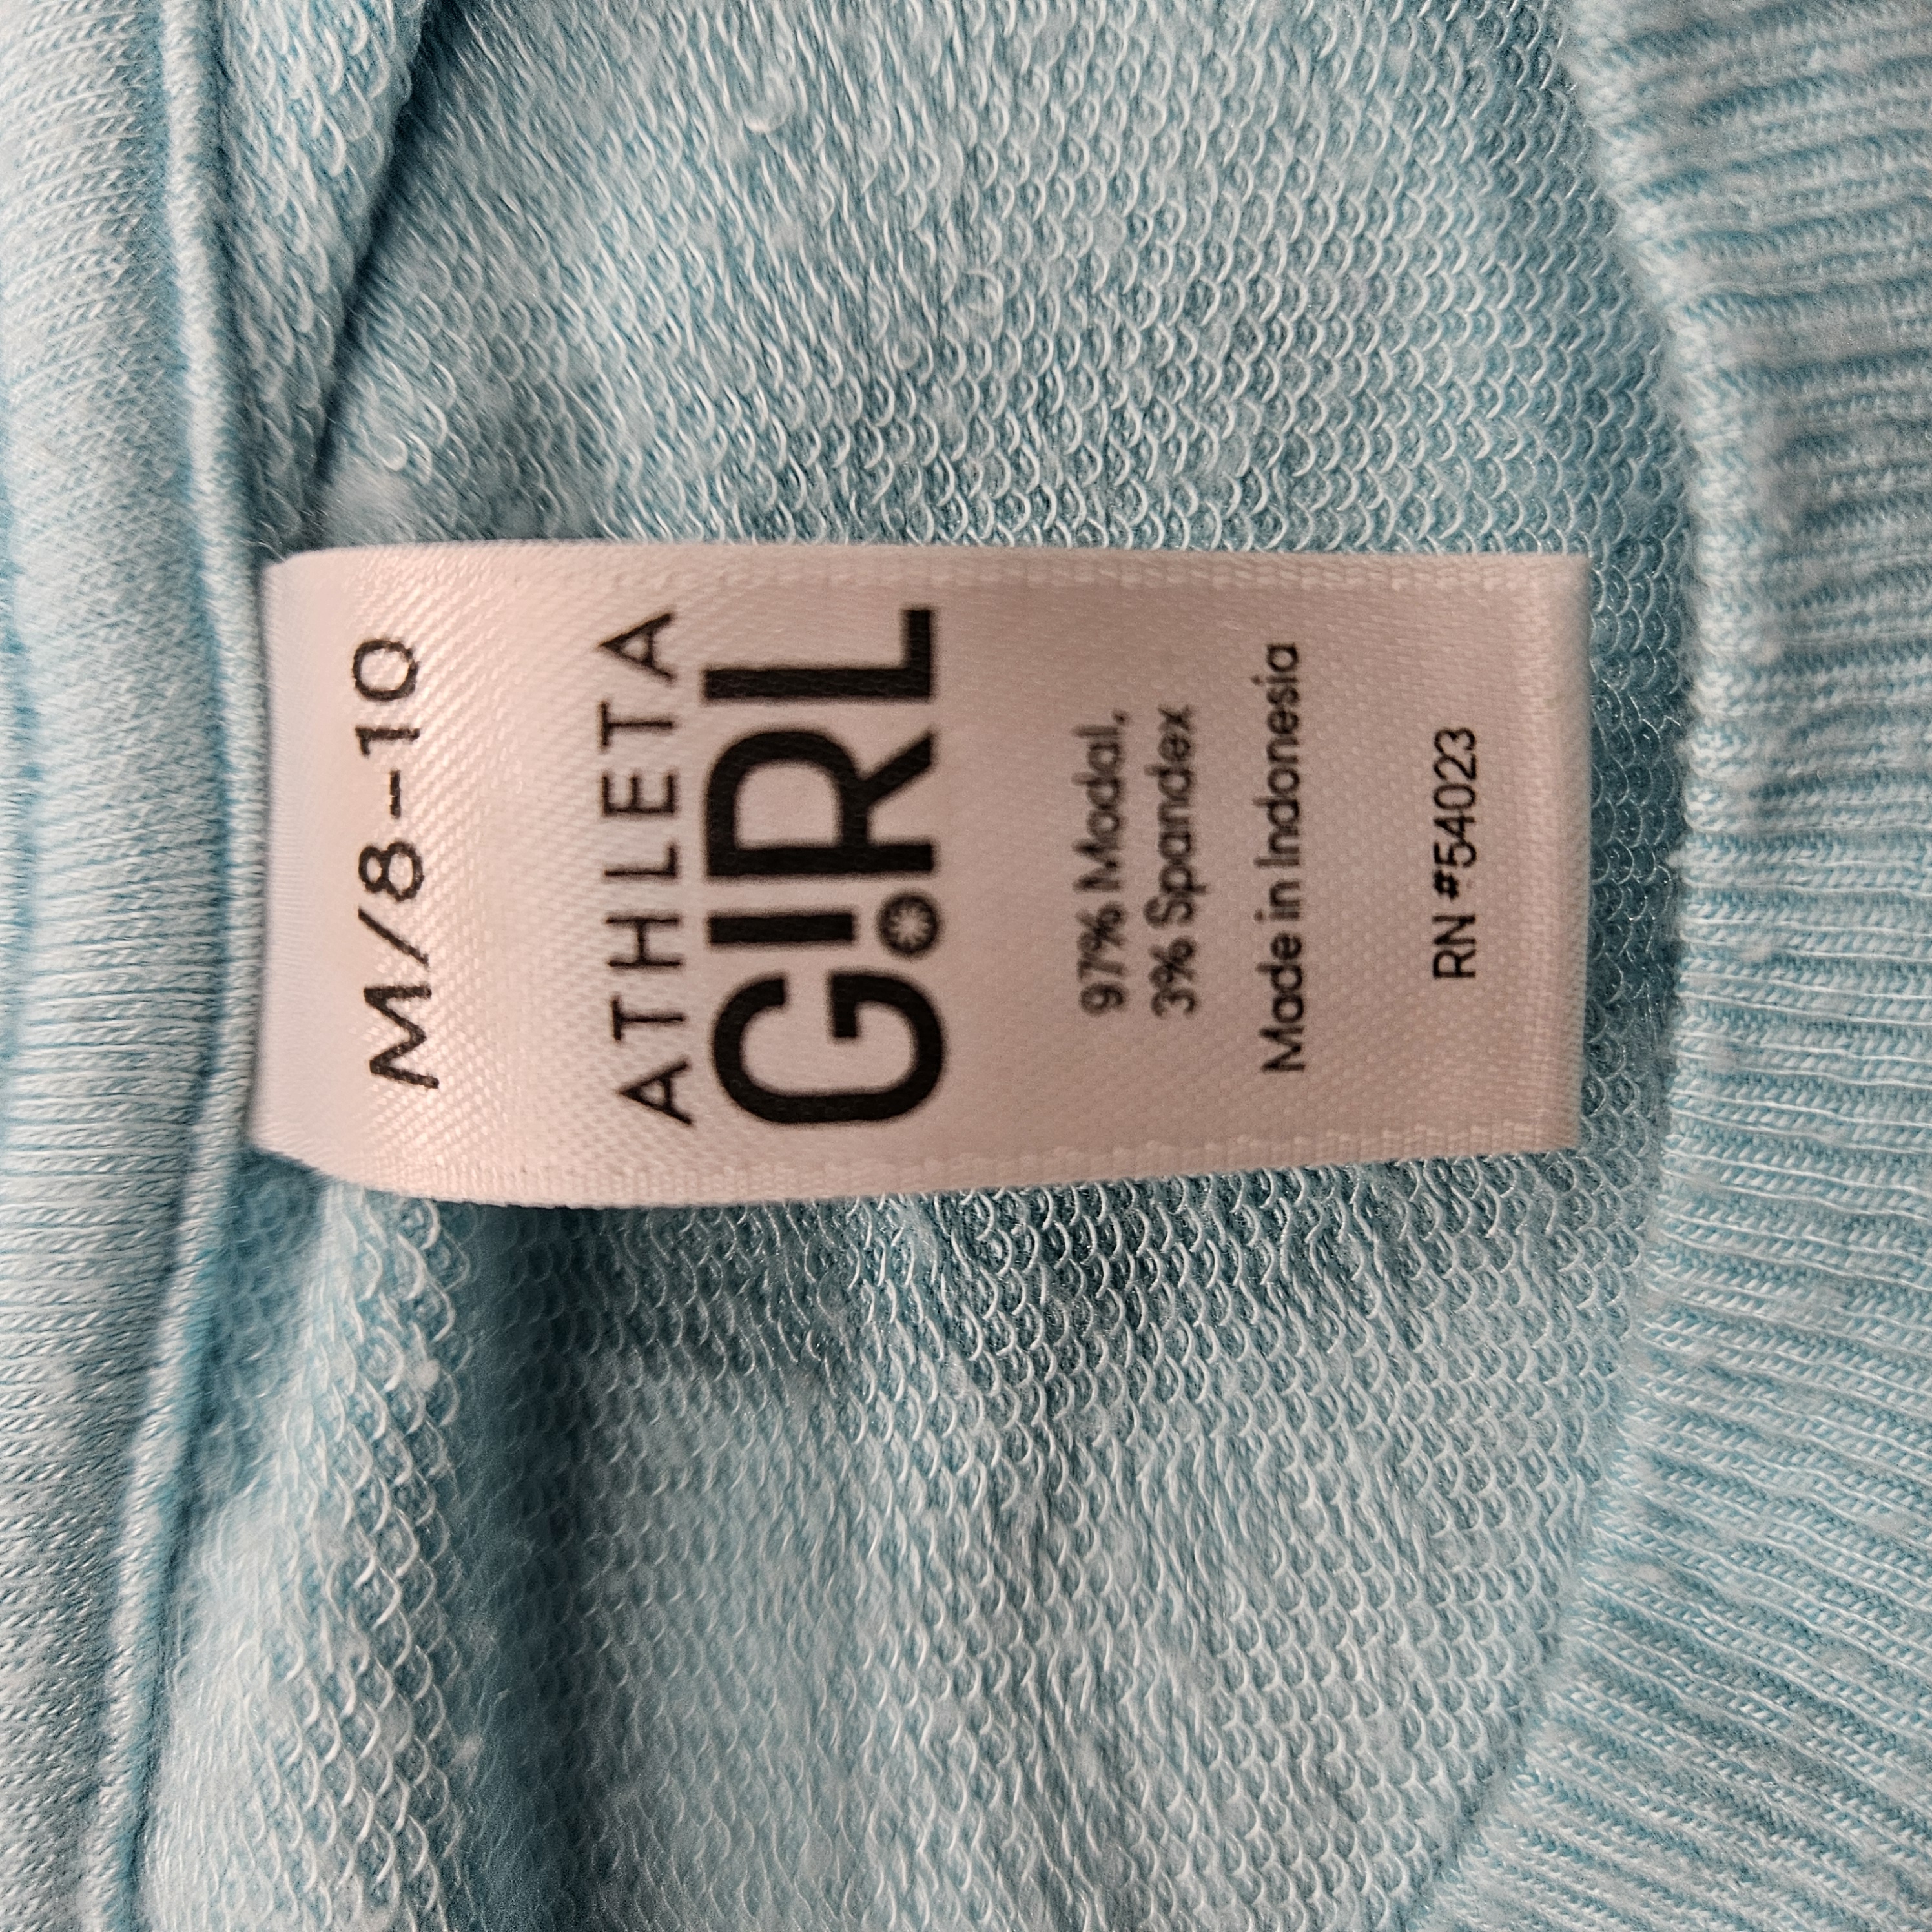 M/8-10
ATHLETA
GIRL
97% Modal,
3% Spandex
Made in Indonesia
RN #54023